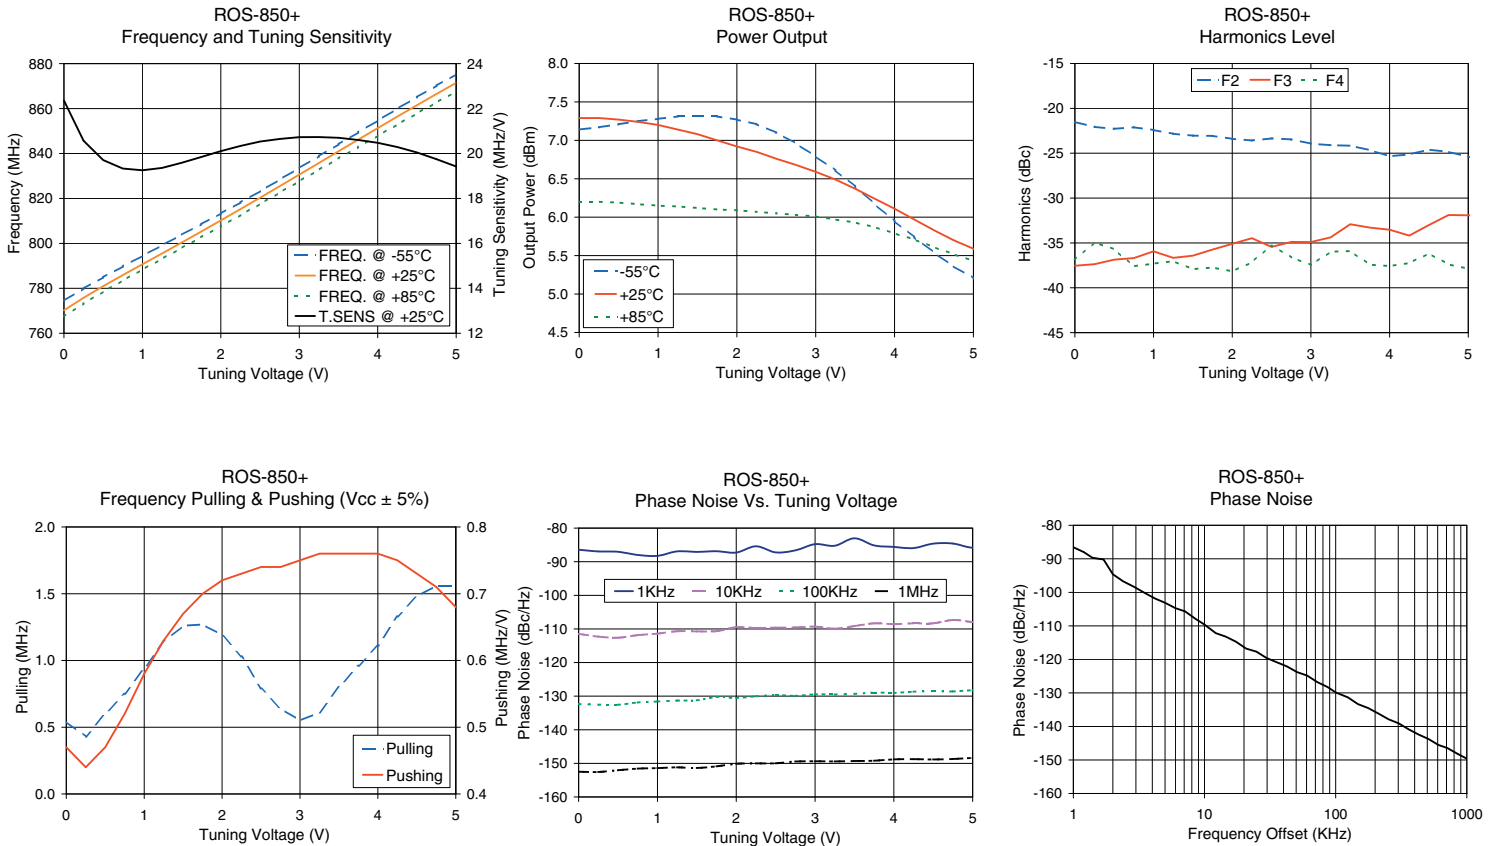 ROS-850+
Frequency and Tuning Sensitivity
880
860
840
820
800
780
760
Frequency (MHz)
24
22
20
18
16
14
12
Tuning Sensitivity (MHz/V)
FREQ. @ -55°C
FREQ. @ +25°C
FREQ. @ +85°C
T.SENS @ +25°C
0 1 2 3 4 5
Tuning Voltage (V)
ROS-850+
Power Output
8.0
7.5
7.0
6.5
6.0
5.5
5.0
4.5
Output Power (dBm)
-55°C
+25°C
+85°C
0 1 2 3 4 5
Tuning Voltage (V)
ROS-850+
Harmonics Level
-15
-20
-25
-30
-35
-40
-45
Harmonics (dBc)
F2 F3 F4
0 1 2 3 4 5
Tuning Voltage (V)
ROS-850+
Frequency Pulling & Pushing (Vcc ± 5%)
2.0
1.5
1.0
0.5
0.0
Pulling (MHz)
0.8
0.7
0.6
0.5
0.4
Pushing (MHz/V)
Pulling
Pushing
0 1 2 3 4 5
Tuning Voltage (V)
ROS-850+
Phase Noise Vs. Tuning Voltage
-80
-90
-100
-110
-120
-130
-140
-150
-160
Phase Noise (dBc/Hz)
1KHz 10KHz 100KHz 1MHz
0 1 2 3 4 5
Tuning Voltage (V)
ROS-850+
Phase Noise
-80
-90
-100
-110
-120
-130
-140
-150
-160
Phase Noise (dBc/Hz)
1 10 100 1000
Frequency Offset (KHz)